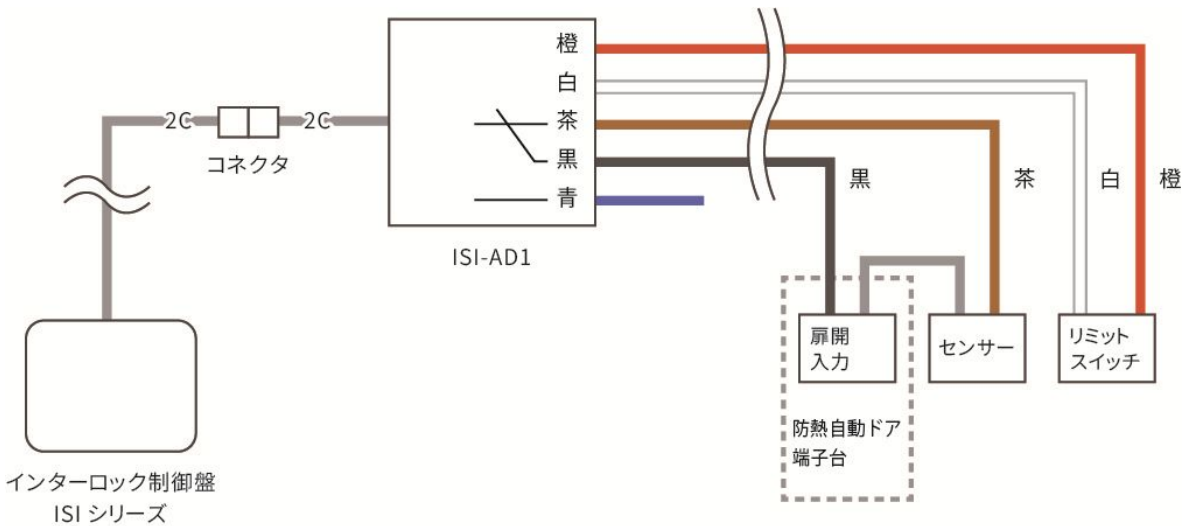 橙
白
茶
黒
青
2C
2C
コネクタ
ISI-AD1
黒
茶
白
橙
扉開
入力
センサー
リミット
スイッチ
防熱自動ドア
端子台
インターロック制御盤
ISI シリーズ